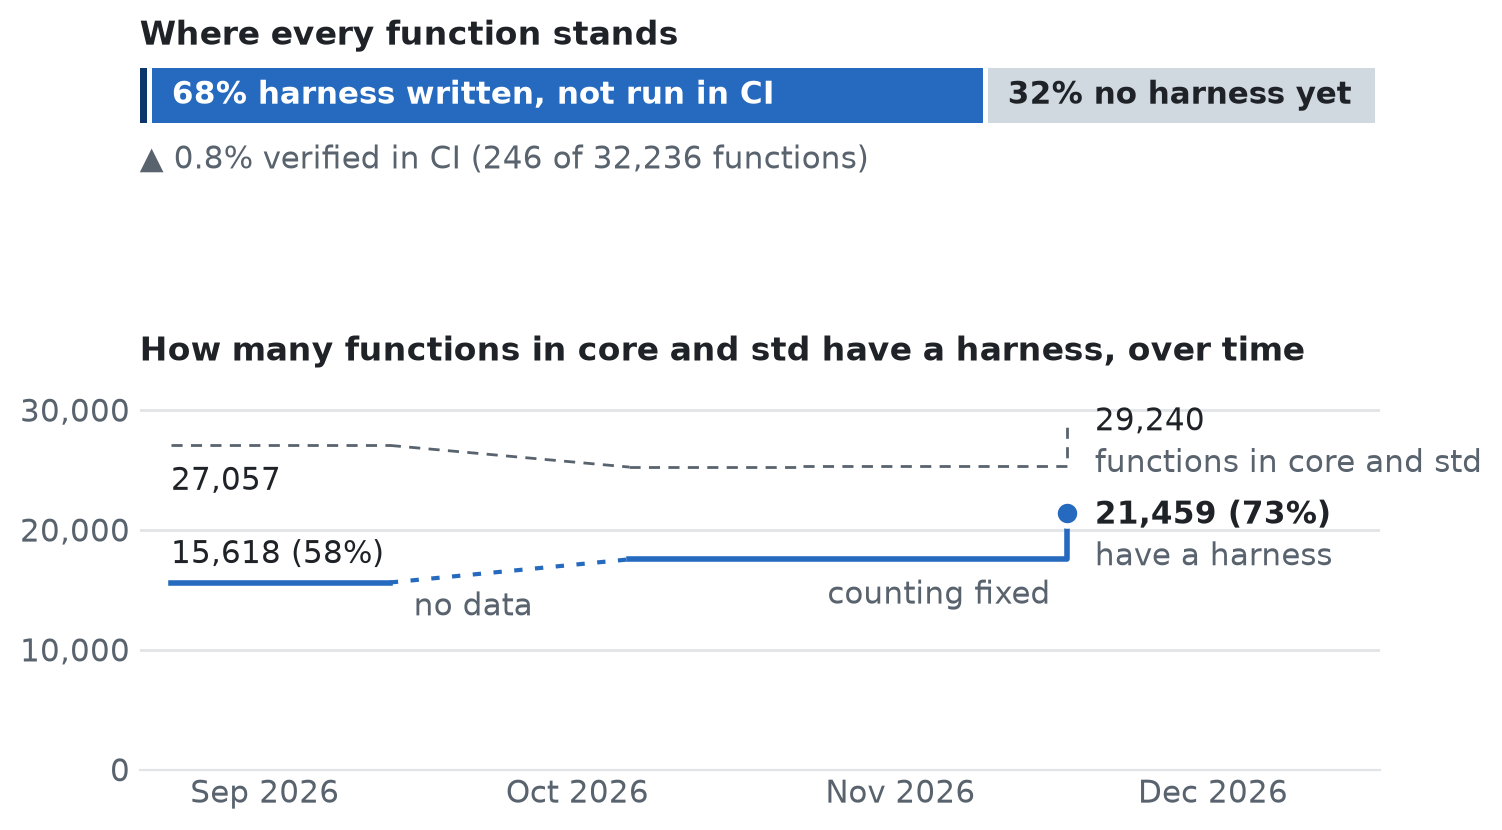 Where every function stands
68% harness written, not run in CI
32% no harness yet
▲ 0.8% verified in CI (246 of 32,236 functions)
How many functions in core and std have a harness, over time
30,000
29,240
functions in core and std
27,057
21,459 (73%)
20,000
15,618 (58%)
have a harness
counting fixed
no data
10,000
0
Sep 2026
Oct 2026
Nov 2026
Dec 2026